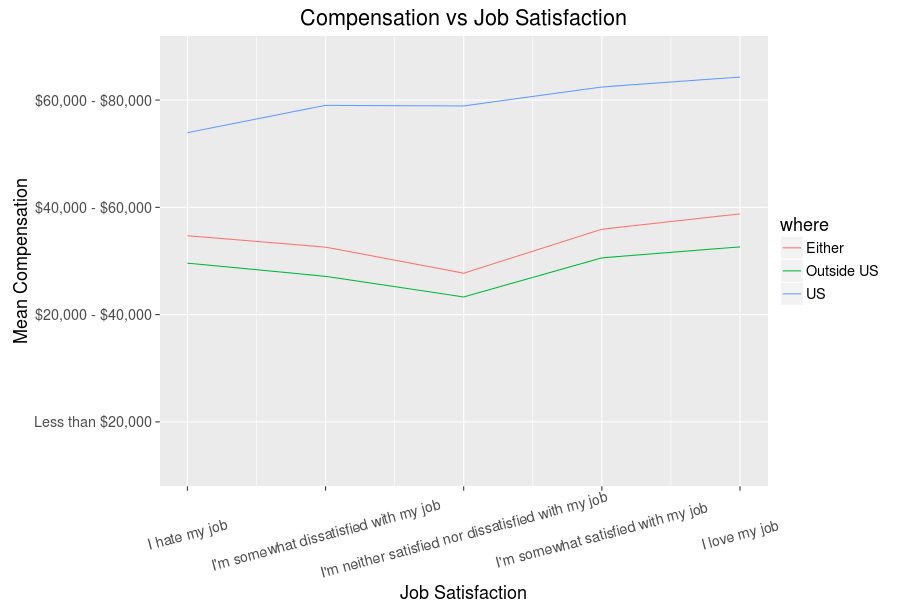 Compensation vs Job Satisfaction
Mean Compensation
$60,000 - $80,000
$40,000 - $60,000
$20,000 - $40,000
Less than $20,000
where
Either
Outside US
US
I hate my job
I'm somewhat dissatisfied with my job
I'm neither satisfied nor dissatisfied with my job
I'm somewhat satisfied with my job
I love my job
Job Satisfaction